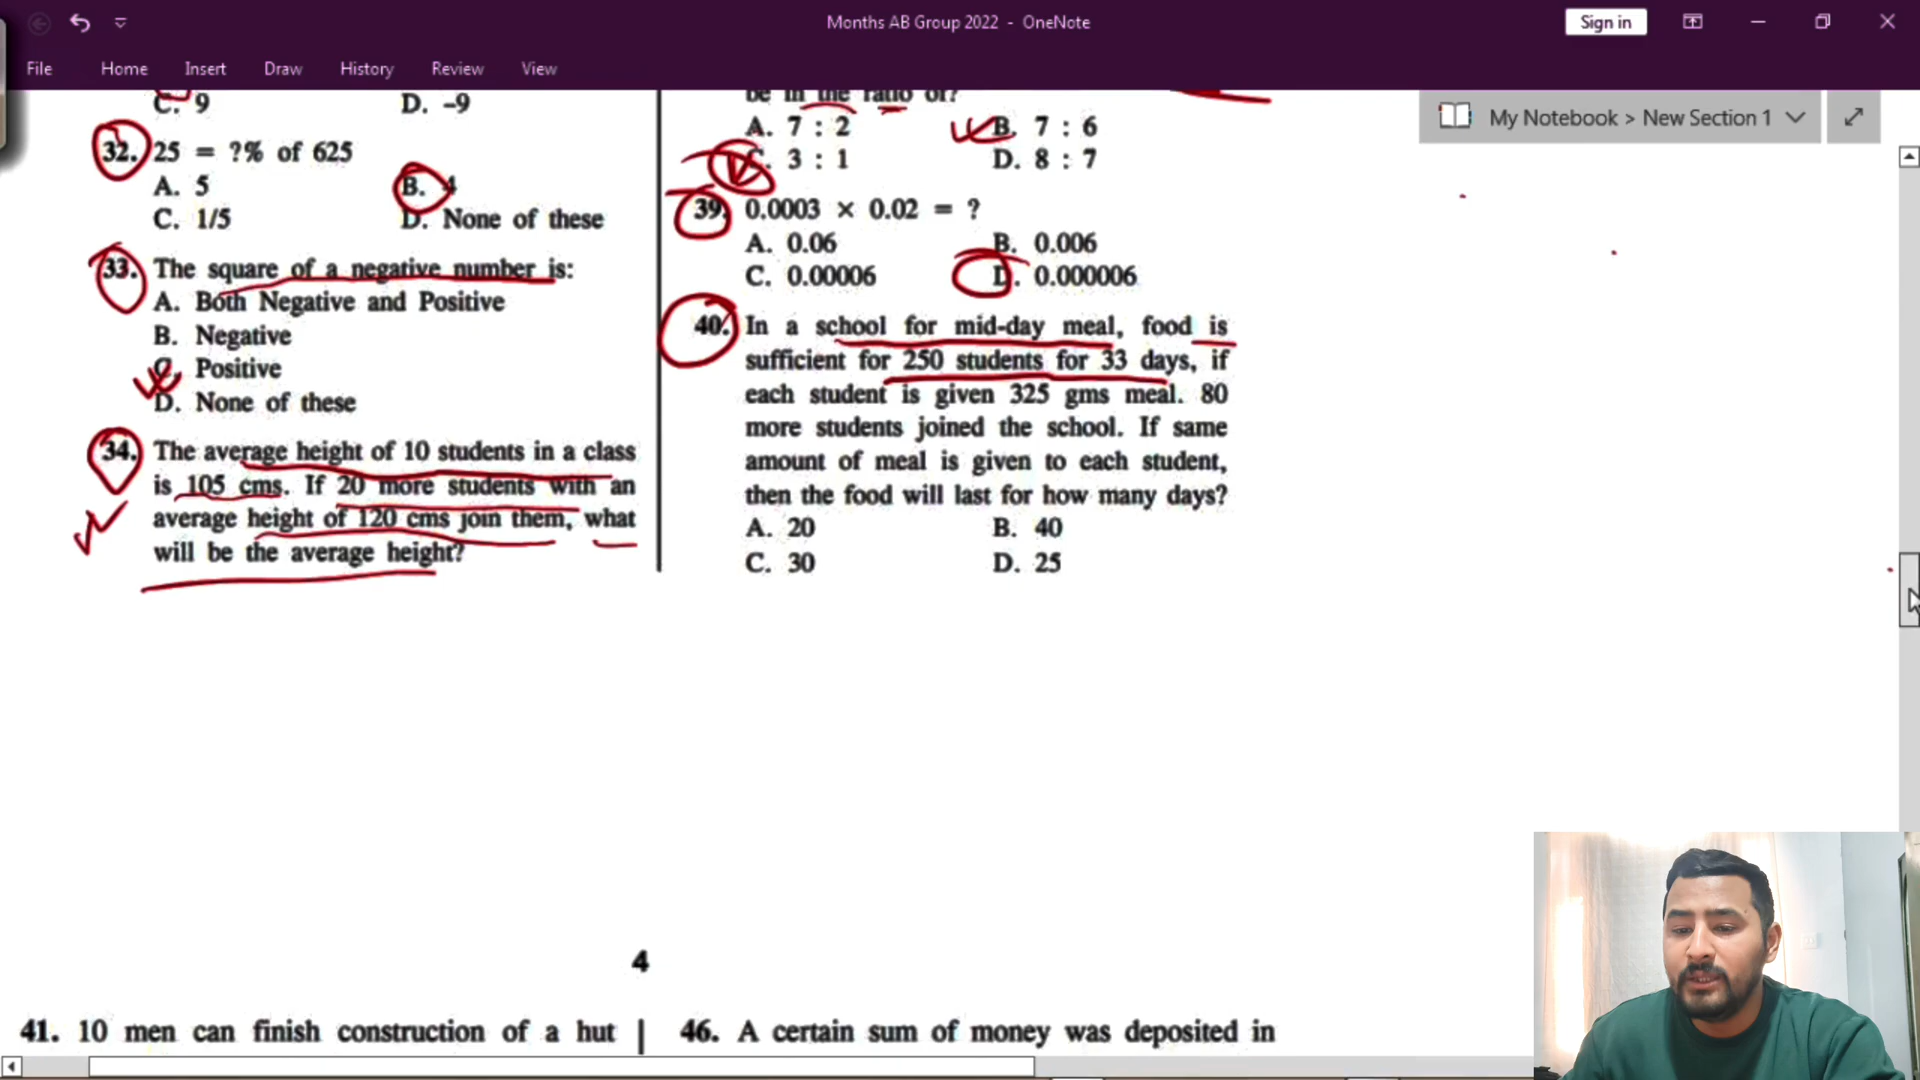 Months AB Group 2022 - OneNote
Sign in
File Home Insert Draw History Review View
My Notebook > New Section 1
C. 9 D. -9
32. 25 = ?% of 625
A. 5 B. 4
C. 1/5 D. None of these
33. The square of a negative number is:
A. Both Negative and Positive
B. Negative
C. Positive
D. None of these
34. The average height of 10 students in a class
is 105 cms. If 20 more students with an
average height of 120 cms join them, what
will be the average height?
be in the ratio of?
A. 7 : 2 B. 7 : 6
C. 3 : 1 D. 8 : 7
39. 0.0003 × 0.02 = ?
A. 0.06 B. 0.006
C. 0.00006 D. 0.000006
40. In a school for mid-day meal, food is
sufficient for 250 students for 33 days, if
each student is given 325 gms meal. 80
more students joined the school. If same
amount of meal is given to each student,
then the food will last for how many days?
A. 20 B. 40
C. 30 D. 25
4
41. 10 men can finish construction of a hut
46. A certain sum of money was deposited in